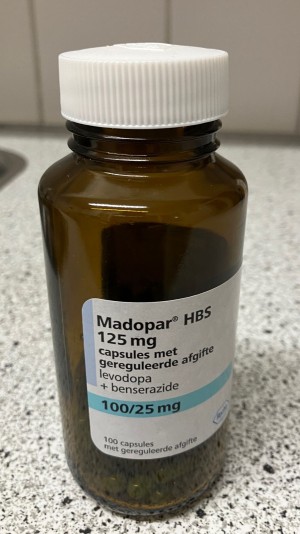 Madopar® HBS
125 mg
capsules met
gereguleerde afgifte
levodopa
+ benserazide
100/25 mg
100 capsules
met gereguleerde afgifte